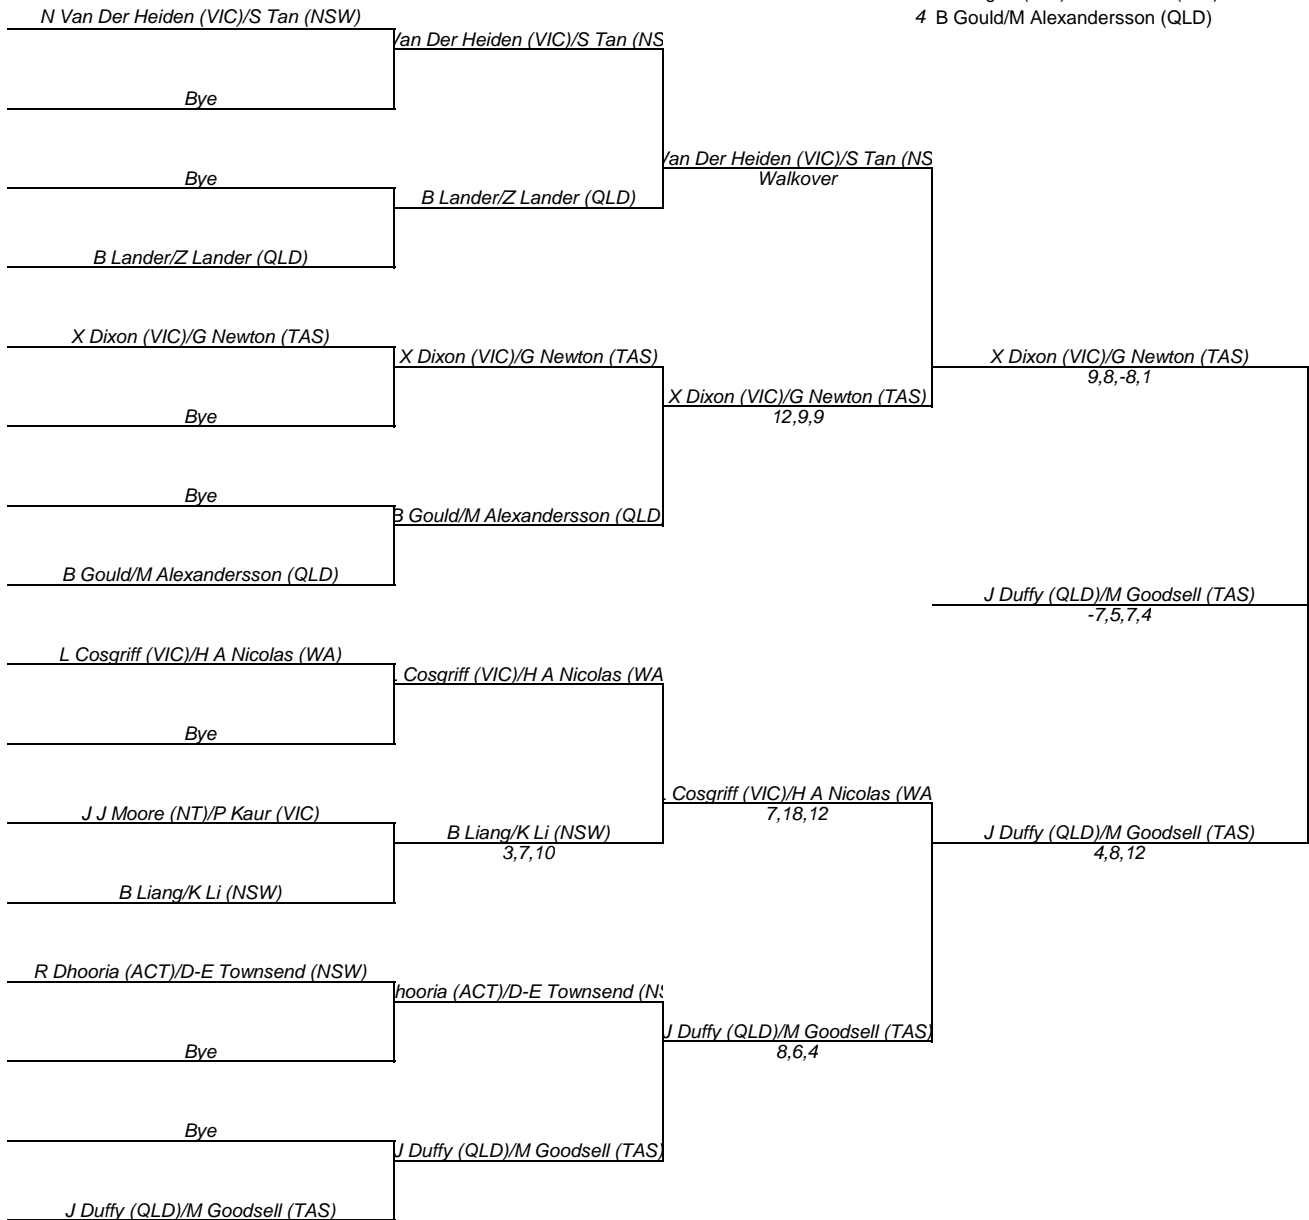 N Van Der Heiden (VIC)/S Tan (NSW)
4 B Gould/M Alexandersson (QLD)
Van Der Heiden (VIC)/S Tan (NS
Bye
Van Der Heiden (VIC)/S Tan (NS
Walkover
Bye
B Lander/Z Lander (QLD)
B Lander/Z Lander (QLD)
X Dixon (VIC)/G Newton (TAS)
X Dixon (VIC)/G Newton (TAS)
X Dixon (VIC)/G Newton (TAS)
9,8,-8,1
X Dixon (VIC)/G Newton (TAS)
12,9,9
Bye
Bye
B Gould/M Alexandersson (QLD
B Gould/M Alexandersson (QLD)
J Duffy (QLD)/M Goodsell (TAS)
-7,5,7,4
L Cosgriff (VIC)/H A Nicolas (WA)
L Cosgriff (VIC)/H A Nicolas (WA
Bye
L Cosgriff (VIC)/H A Nicolas (WA
7,18,12
J J Moore (NT)/P Kaur (VIC)
B Liang/K Li (NSW)
3,7,10
J Duffy (QLD)/M Goodsell (TAS)
4,8,12
B Liang/K Li (NSW)
R Dhooria (ACT)/D-E Townsend (NSW)
hooria (ACT)/D-E Townsend (NS
J Duffy (QLD)/M Goodsell (TAS)
8,6,4
Bye
Bye
J Duffy (QLD)/M Goodsell (TAS)
J Duffy (QLD)/M Goodsell (TAS)